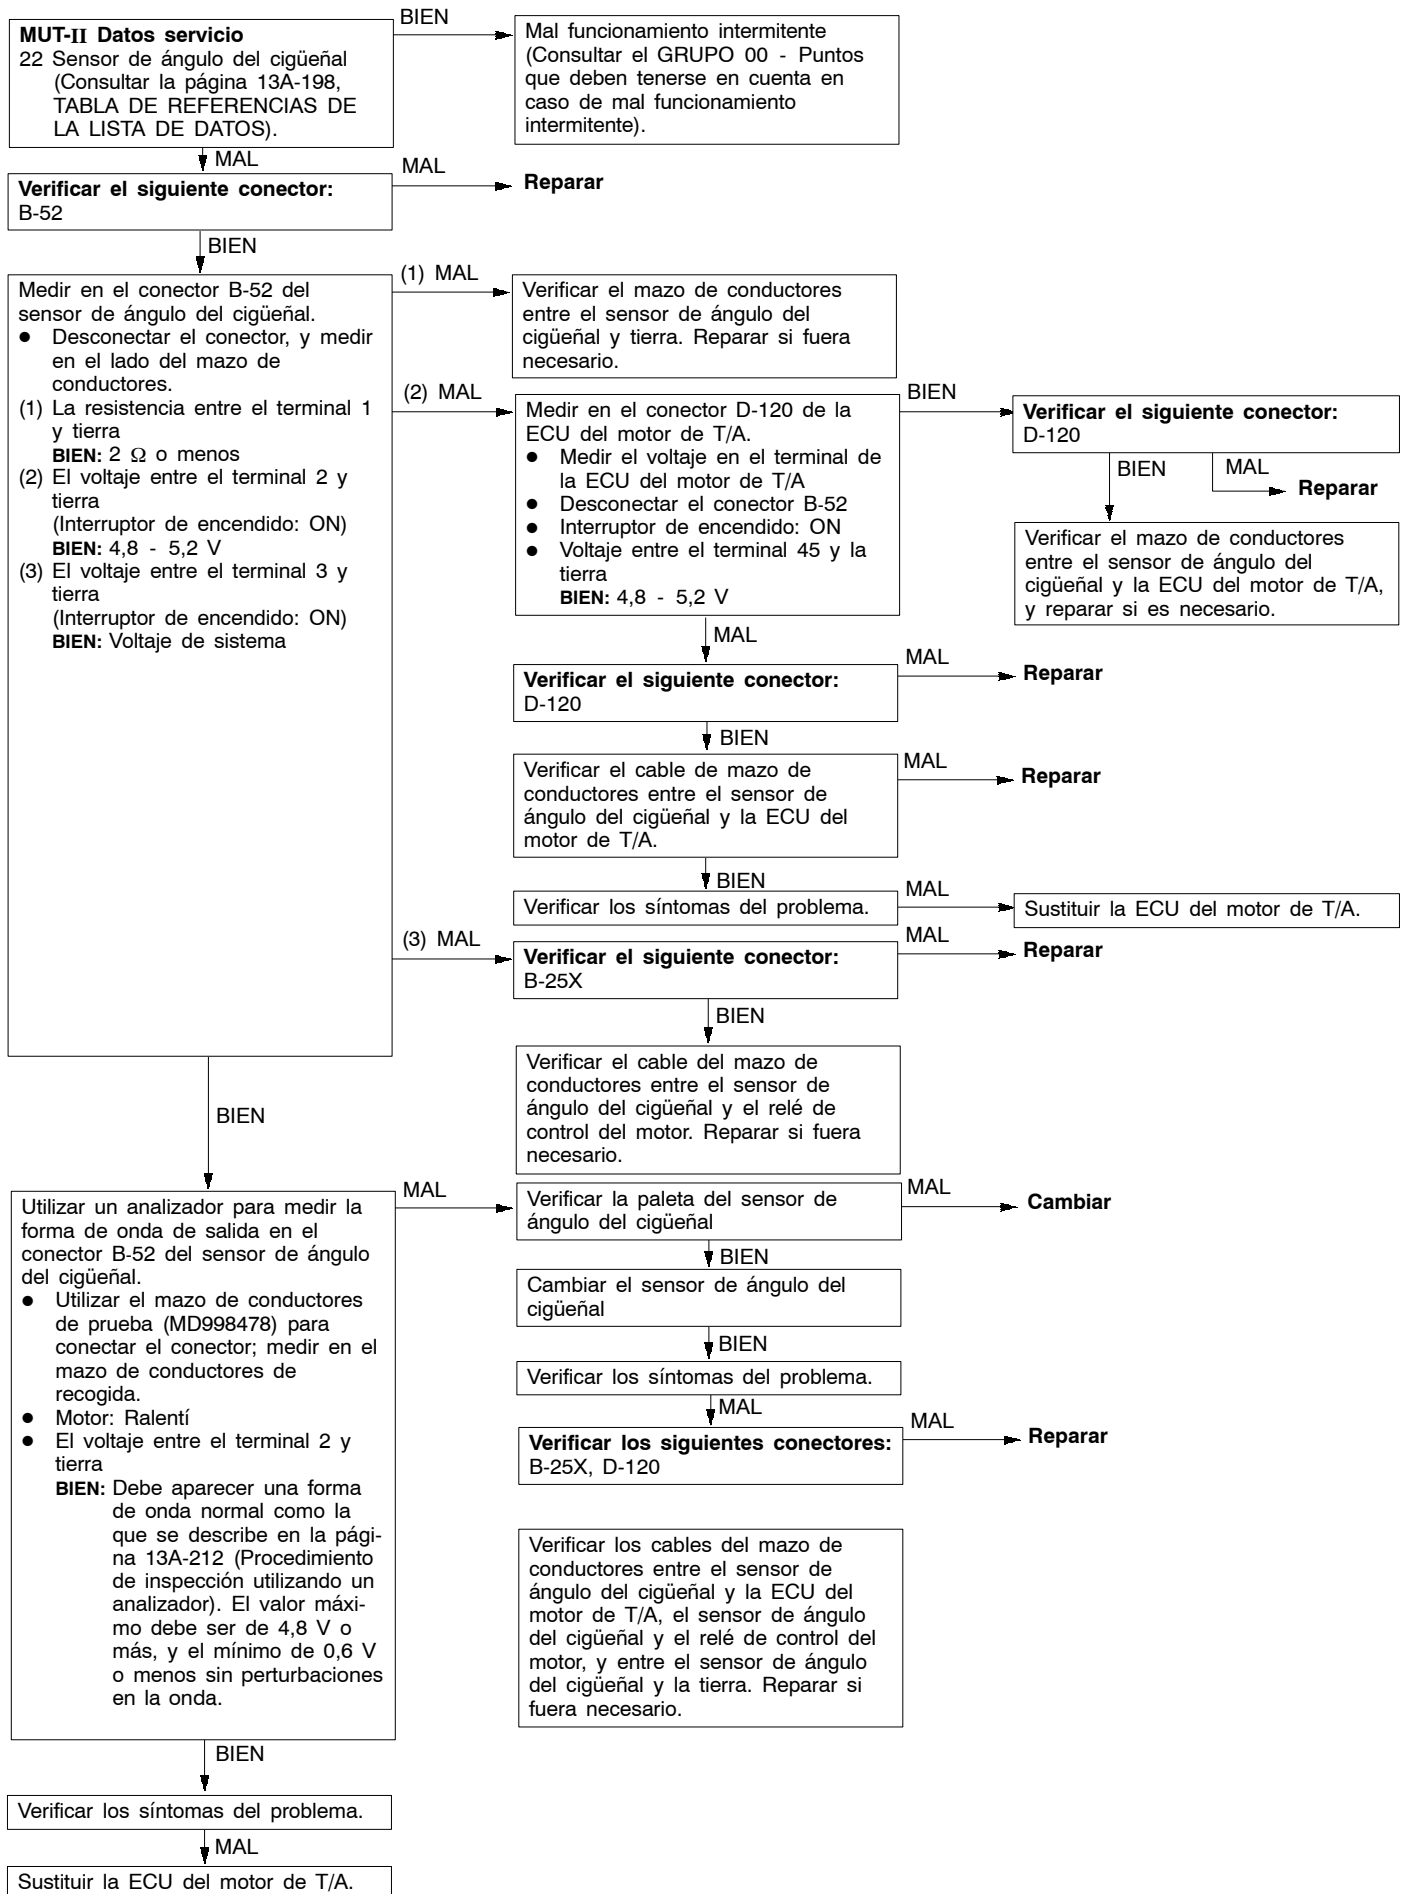 MUT-II Datos servicio
22 Sensor de ángulo del cigüeñal
(Consultar la página 13A-198,
TABLA DE REFERENCIAS DE
LA LISTA DE DATOS).
BIEN
Mal funcionamiento intermitente
(Consultar el GRUPO 00 - Puntos
que deben tenerse en cuenta en
caso de mal funcionamiento
intermitente).
MAL
Verificar el siguiente conector:
B-52
MAL
Reparar
BIEN
Medir en el conector B-52 del
sensor de ángulo del cigüeñal.
● Desconectar el conector, y medir
en el lado del mazo de
conductores.
(1) La resistencia entre el terminal 1
y tierra
BIEN: 2 Ω o menos
(2) El voltaje entre el terminal 2 y
tierra
(Interruptor de encendido: ON)
BIEN: 4,8 - 5,2 V
(3) El voltaje entre el terminal 3 y
tierra
(Interruptor de encendido: ON)
BIEN: Voltaje de sistema
(1) MAL
Verificar el mazo de conductores
entre el sensor de ángulo del
cigüeñal y tierra. Reparar si fuera
necesario.
(2) MAL
Medir en el conector D-120 de la
ECU del motor de T/A.
● Medir el voltaje en el terminal de
la ECU del motor de T/A
● Desconectar el conector B-52
● Interruptor de encendido: ON
● Voltaje entre el terminal 45 y la
tierra
BIEN: 4,8 - 5,2 V
BIEN
Verificar el siguiente conector:
D-120
BIEN
MAL
Reparar
Verificar el mazo de conductores
entre el sensor de ángulo del
cigüeñal y la ECU del motor de T/A,
y reparar si es necesario.
MAL
Verificar el siguiente conector:
D-120
MAL
Reparar
BIEN
Verificar el cable de mazo de
conductores entre el sensor de
ángulo del cigüeñal y la ECU del
motor de T/A.
MAL
Reparar
BIEN
Verificar los síntomas del problema.
MAL
Sustituir la ECU del motor de T/A.
(3) MAL
Verificar el siguiente conector:
B-25X
MAL
Reparar
BIEN
Verificar el cable del mazo de
conductores entre el sensor de
ángulo del cigüeñal y el relé de
control del motor. Reparar si fuera
necesario.
BIEN
Utilizar un analizador para medir la
forma de onda de salida en el
conector B-52 del sensor de ángulo
del cigüeñal.
● Utilizar el mazo de conductores
de prueba (MD998478) para
conectar el conector; medir en el
mazo de conductores de
recogida.
● Motor: Ralentí
● El voltaje entre el terminal 2 y
tierra
BIEN: Debe aparecer una forma
de onda normal como la
que se describe en la pági-
na 13A-212 (Procedimiento
de inspección utilizando un
analizador). El valor máxi-
mo debe ser de 4,8 V o
más, y el mínimo de 0,6 V
o menos sin perturbaciones
en la onda.
MAL
Verificar la paleta del sensor de
ángulo del cigüeñal
MAL
Cambiar
BIEN
Cambiar el sensor de ángulo del
cigüeñal
BIEN
Verificar los síntomas del problema.
MAL
Verificar los siguientes conectores:
B-25X, D-120
MAL
Reparar
Verificar los cables del mazo de
conductores entre el sensor de
ángulo del cigüeñal y la ECU del
motor de T/A, el sensor de ángulo
del cigüeñal y el relé de control del
motor, y entre el sensor de ángulo
del cigüeñal y la tierra. Reparar si
fuera necesario.
BIEN
Verificar los síntomas del problema.
MAL
Sustituir la ECU del motor de T/A.